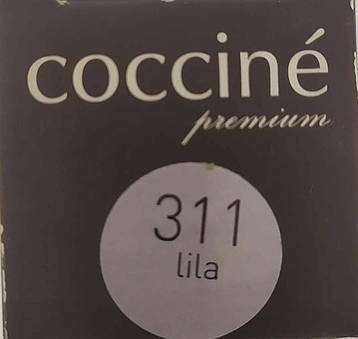 cocciné
premium
311
lila